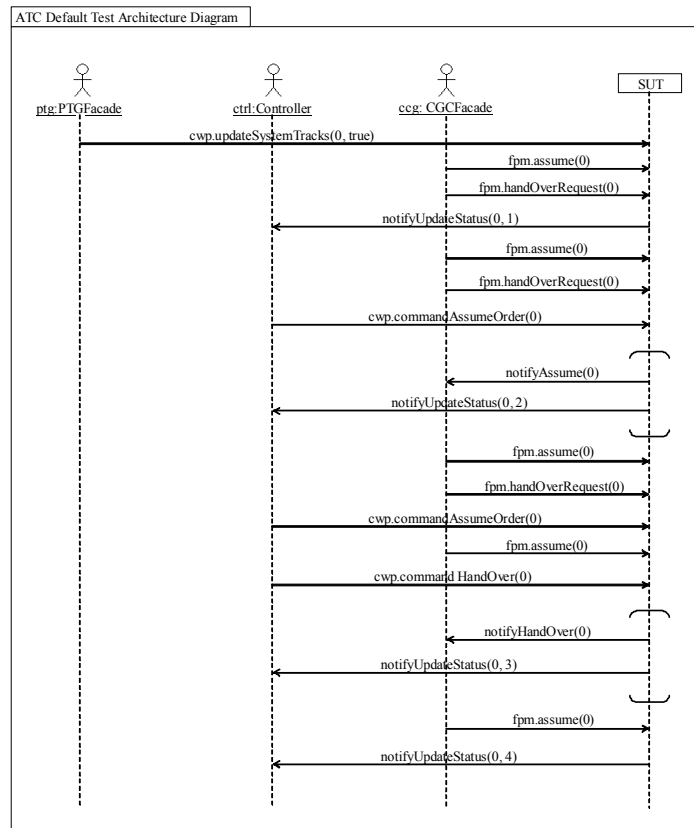 ATC Default Test Architecture Diagram
ptg:PTGFacade
ctrl:Controller
ccg: CGCFacade
SUT
cwp.updateSystemTracks(0, true)
fpm.assume(0)
fpm.handOverRequest(0)
notifyUpdateStatus(0, 1)
fpm.assume(0)
fpm.handOverRequest(0)
cwp.commandAssumeOrder(0)
notifyAssume(0)
notifyUpdateStatus(0, 2)
fpm.assume(0)
fpm.handOverRequest(0)
cwp.commandAssumeOrder(0)
fpm.assume(0)
cwp.command HandOver(0)
notifyHandOver(0)
notifyUpdateStatus(0, 3)
fpm.assume(0)
notifyUpdateStatus(0, 4)